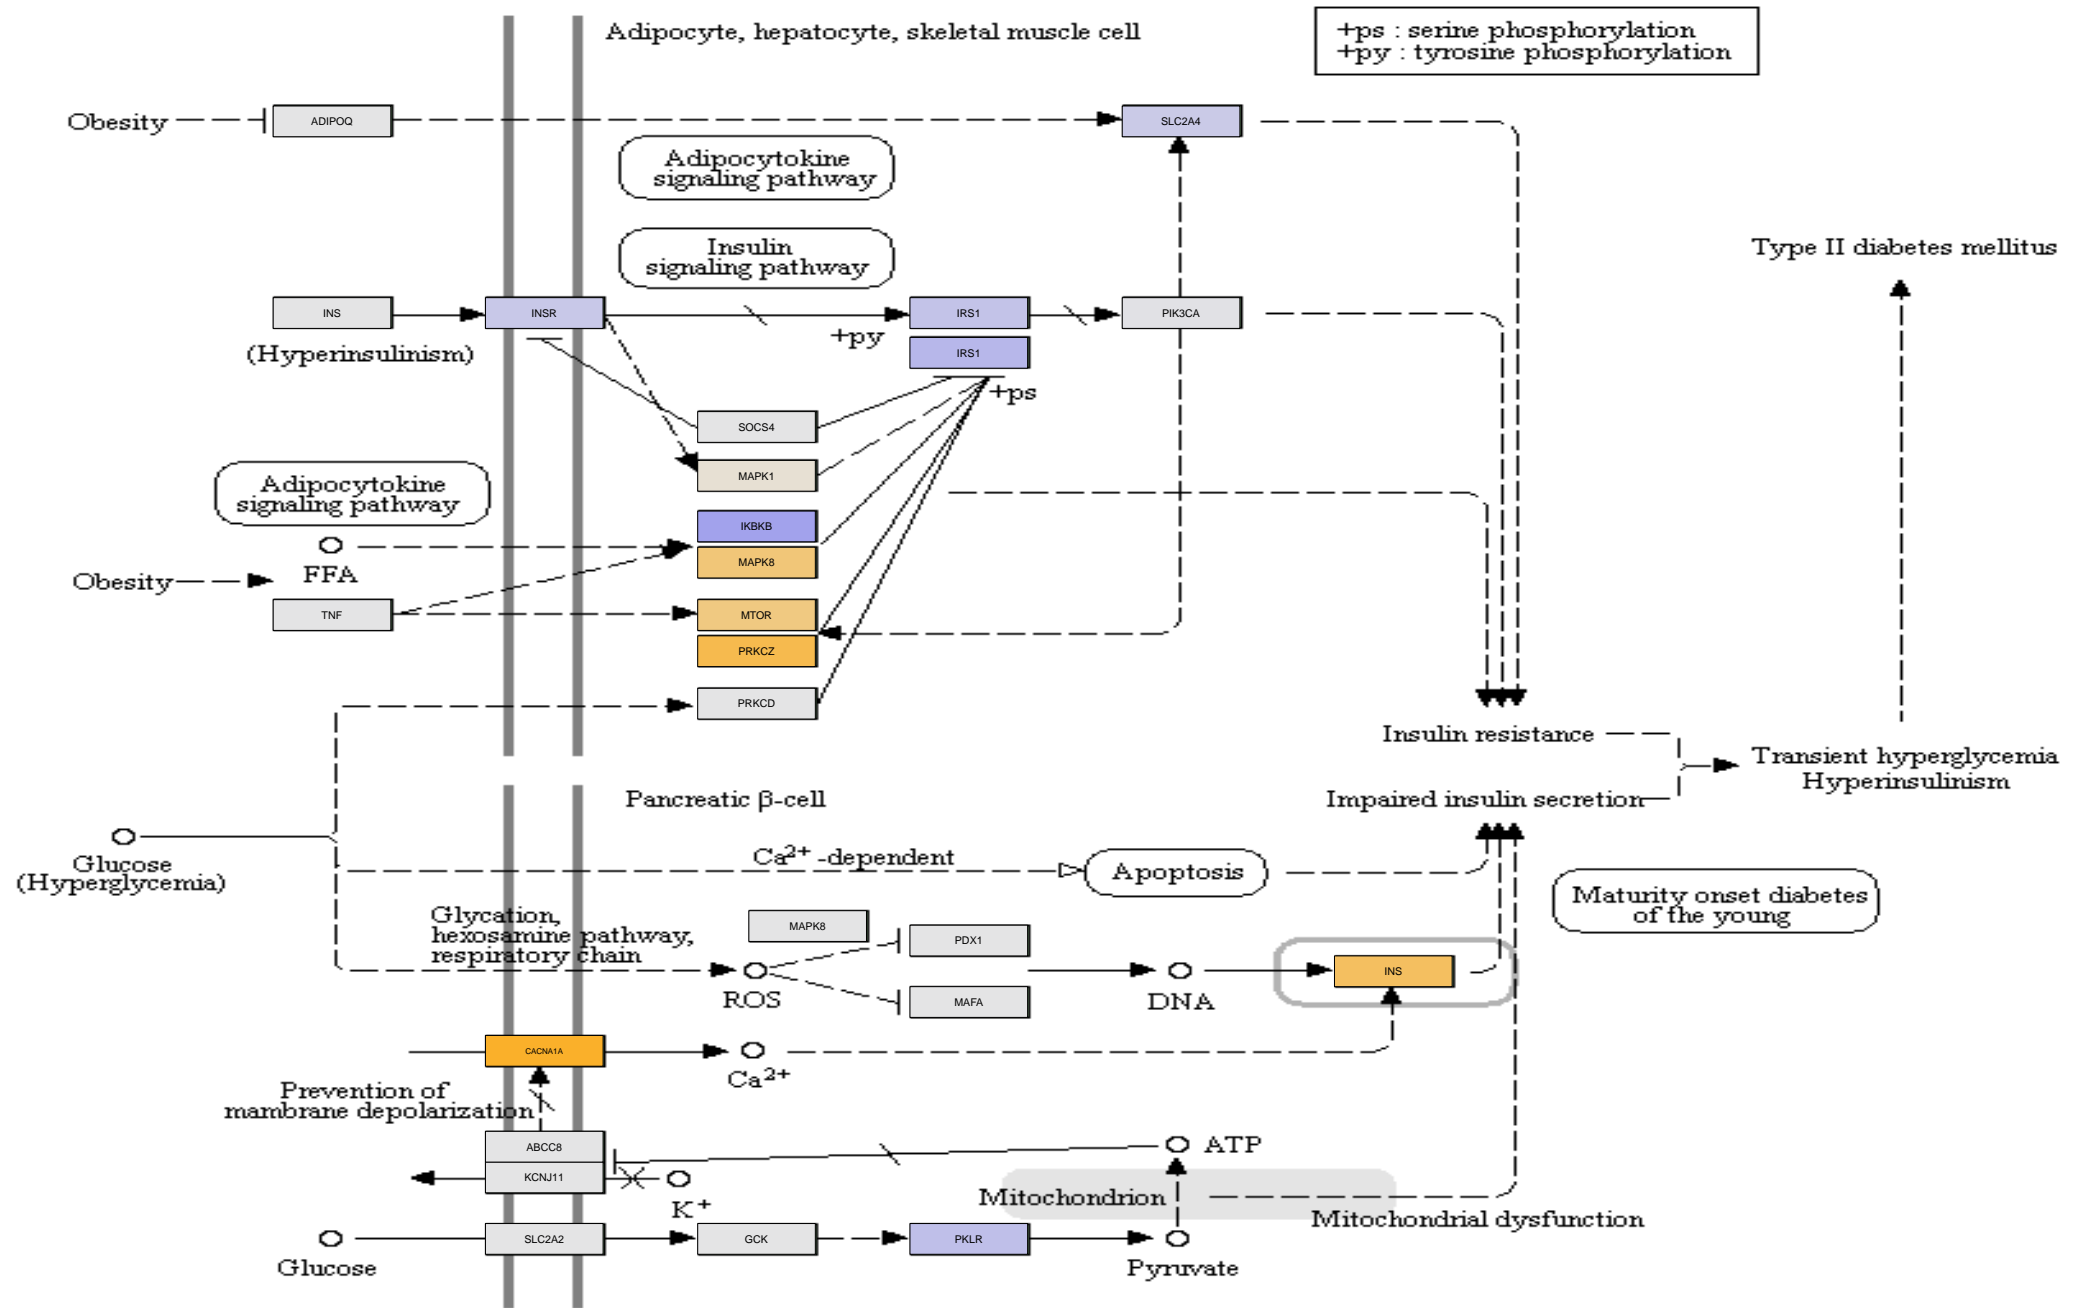 Adipocyte, hepatocyte, skeletal muscle cell
+ps : serine phosphorylation
+py : tyrosine phosphorylation
Obesity
ADIPOQ
SLC2A4
Adipocytokine
signaling pathway
Insulin
signaling pathway
Type II diabetes mellitus
INS
INSR
IRS1
PIK3CA
+py
(Hyperinsulinism)
IRS1
+ps
SOCS4
MAPK1
Adipocytokine
signaling pathway
IKBKB
MAPK8
FFA
Obesity
TNF
MTOR
PRKCZ
PRKCD
Insulin resistance
Transient hyperglycemia
Hyperinsulinism
Pancreatic β-cell
Impaired insulin secretion
Glucose
(Hyperglycemia)
Ca2+ -dependent
Apoptosis
Maturity onset diabetes
of the young
Glycation,
hexosamine pathway,
respiratory chain
MAPK8
PDX1
ROS
MAFA
DNA
INS
CACNA1A
Ca2+
Prevention of
mambrane depolarization
ABCC8
KCNJ11
ATP
K+
Mitochondrion
Mitochondrial dysfunction
SLC2A2
GCK
PKLR
Glucose
Pyruvate